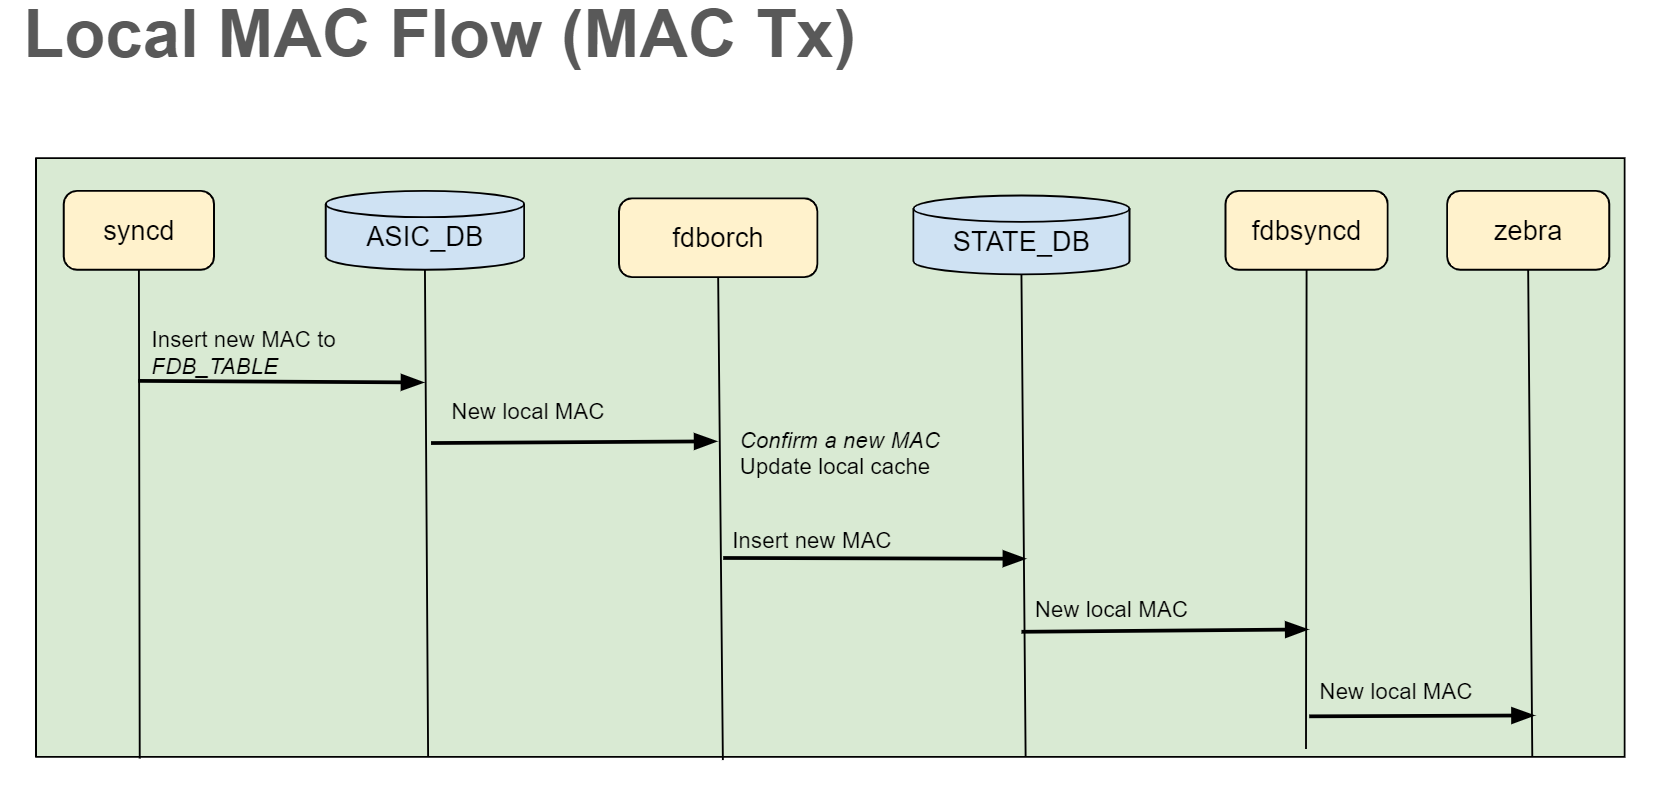 Local MAC Flow (MAC Tx)
syncd
ASIC_DB
fdborch
STATE_DB
fdbsyncd
zebra
Insert new MAC to
FDB_TABLE
New local MAC
Confirm a new MAC
Update local cache
Insert new MAC
New local MAC
New local MAC